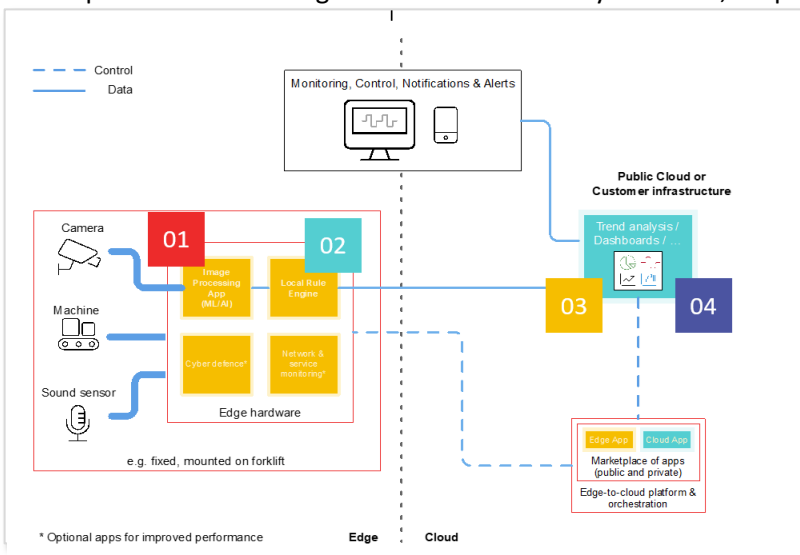 Control
Data
Monitoring, Control, Notifications & Alerts
Public Cloud or
Customer infrastructure
Trend analysis /
Dashboards / ...
Camera
01
02
Image
Processing
App
(ML/AI)
Local Rule
Engine
03
04
Machine
Cyber defence*
Network &
service
monitoring*
Sound sensor
Edge hardware
e.g. fixed, mounted on forklift
Edge App
Cloud App
Marketplace of apps
(public and private)
Edge-to-cloud platform &
orchestration
* Optional apps for improved performance
Edge
Cloud